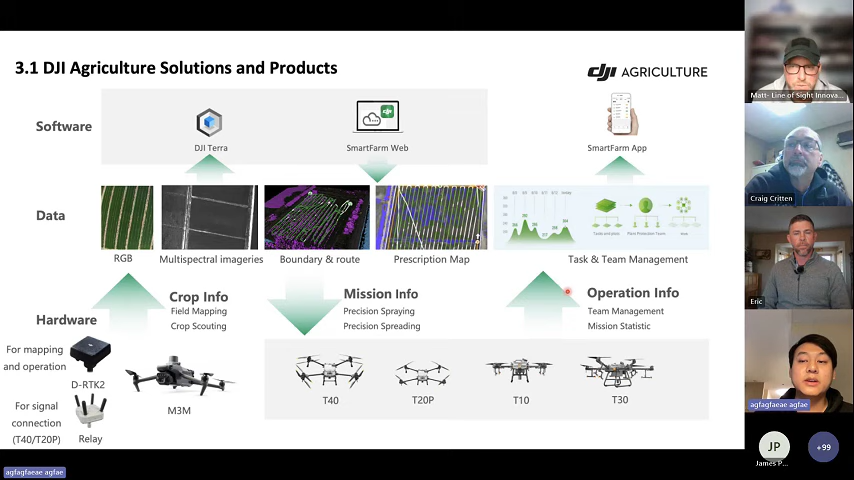 3.1 DJI Agriculture Solutions and Products
dji AGRICULTURE
Software
DJI Terra
SmartFarm Web
SmartFarm App
Data
RGB
Multispectral imageries
Boundary & route
Prescription Map
Task & Team Management
Crop Info
Field Mapping
Crop Scouting
Mission Info
Precision Spraying
Precision Spreading
Operation Info
Team Management
Mission Statistic
Hardware
For mapping
and operation
D-RTK2
For signal
connection
(T40/T20P)
Relay
M3M
T40
T20P
T10
T30
Matt- Line of Sight Innova...
Craig Critten
Eric
agfagfaeae agfae
JP
James P...
+99
agfagfaeae agfae